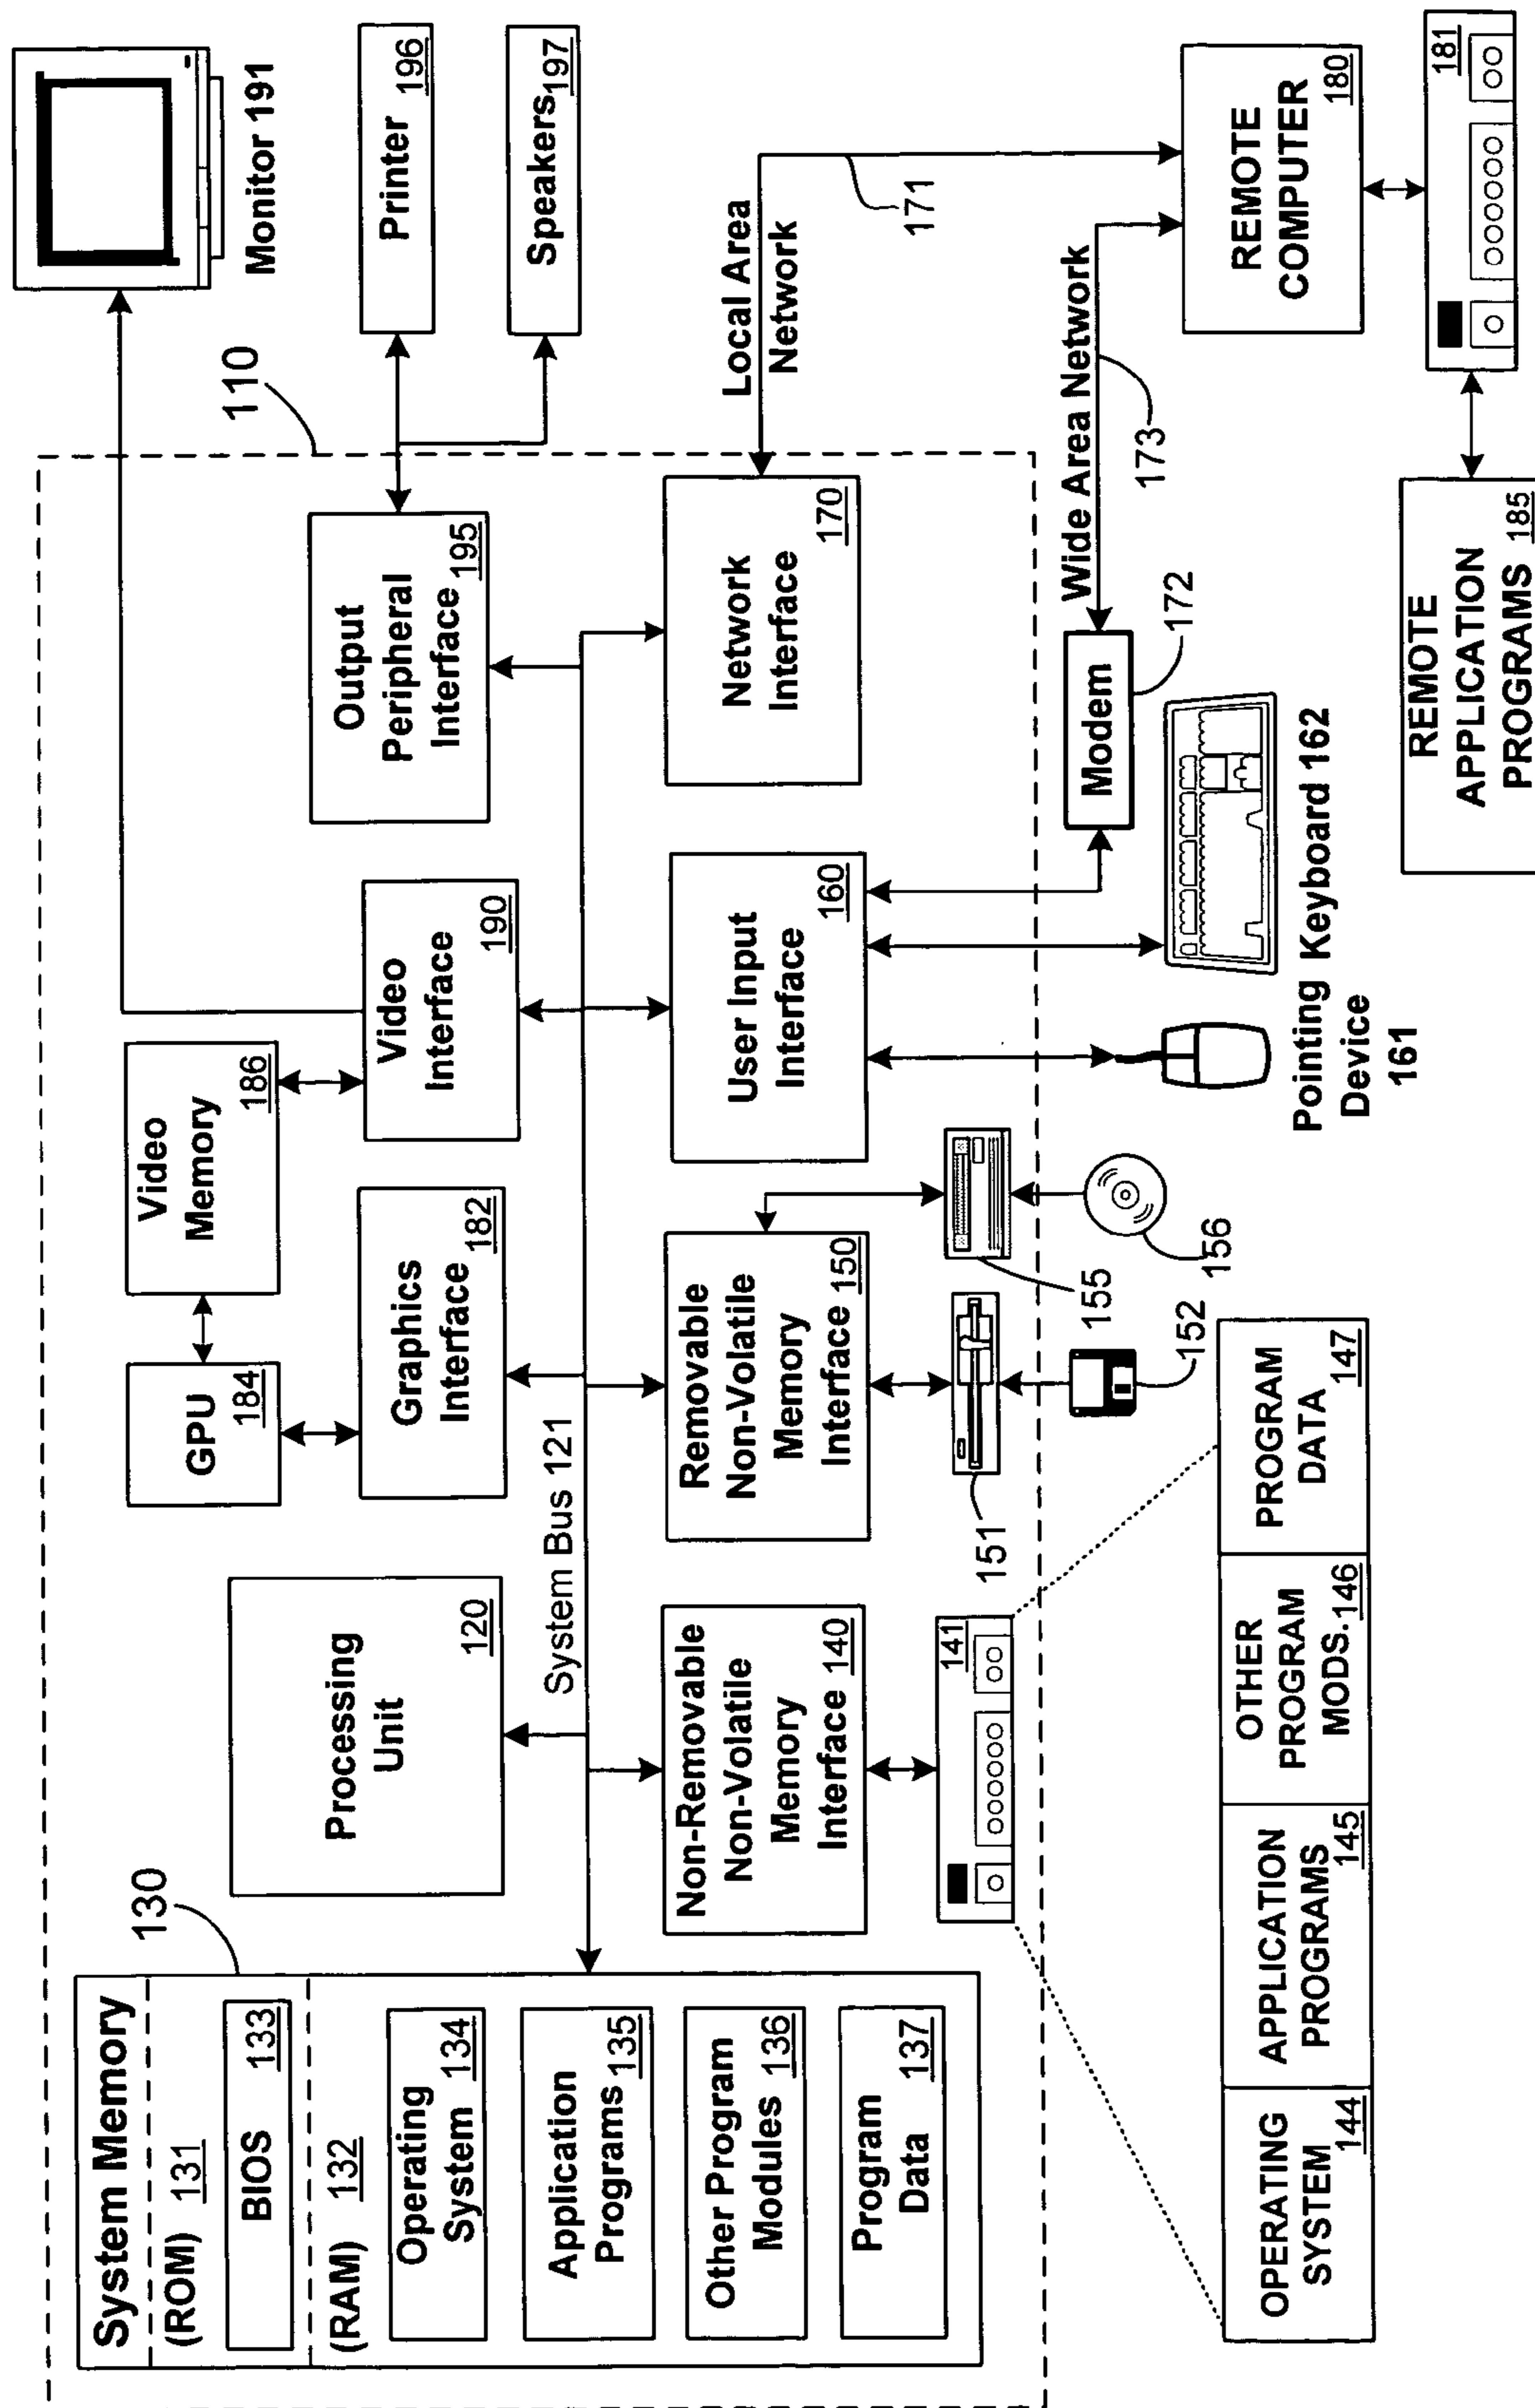 System Memory
130
(ROM) 131
BIOS 133
(RAM) 132
Operating
System 134
Application
Programs 135
Other Program
Modules 136
Program
Data 137
Processing
Unit
120
System Bus 121
GPU
184
Video
Memory
186
Graphics
Interface
182
Video
Interface
190
Output
Peripheral
Interface 195
110
Monitor 191
Printer
196
Speakers 197
Non-Removable
Non-Volatile
Memory
Interface 140
Removable
Non-Volatile
Memory
Interface 150
User Input
Interface
160
Network
Interface
170
Local Area
Network
171
141
151
152
155
156
Modem
172
Wide Area Network
173
REMOTE
COMPUTER
180
181
Pointing
Device
161
Keyboard 162
OPERATING
SYSTEM 144
APPLICATION
PROGRAMS 145
OTHER
PROGRAM
MODS. 146
PROGRAM
DATA 147
REMOTE
APPLICATION
PROGRAMS 185